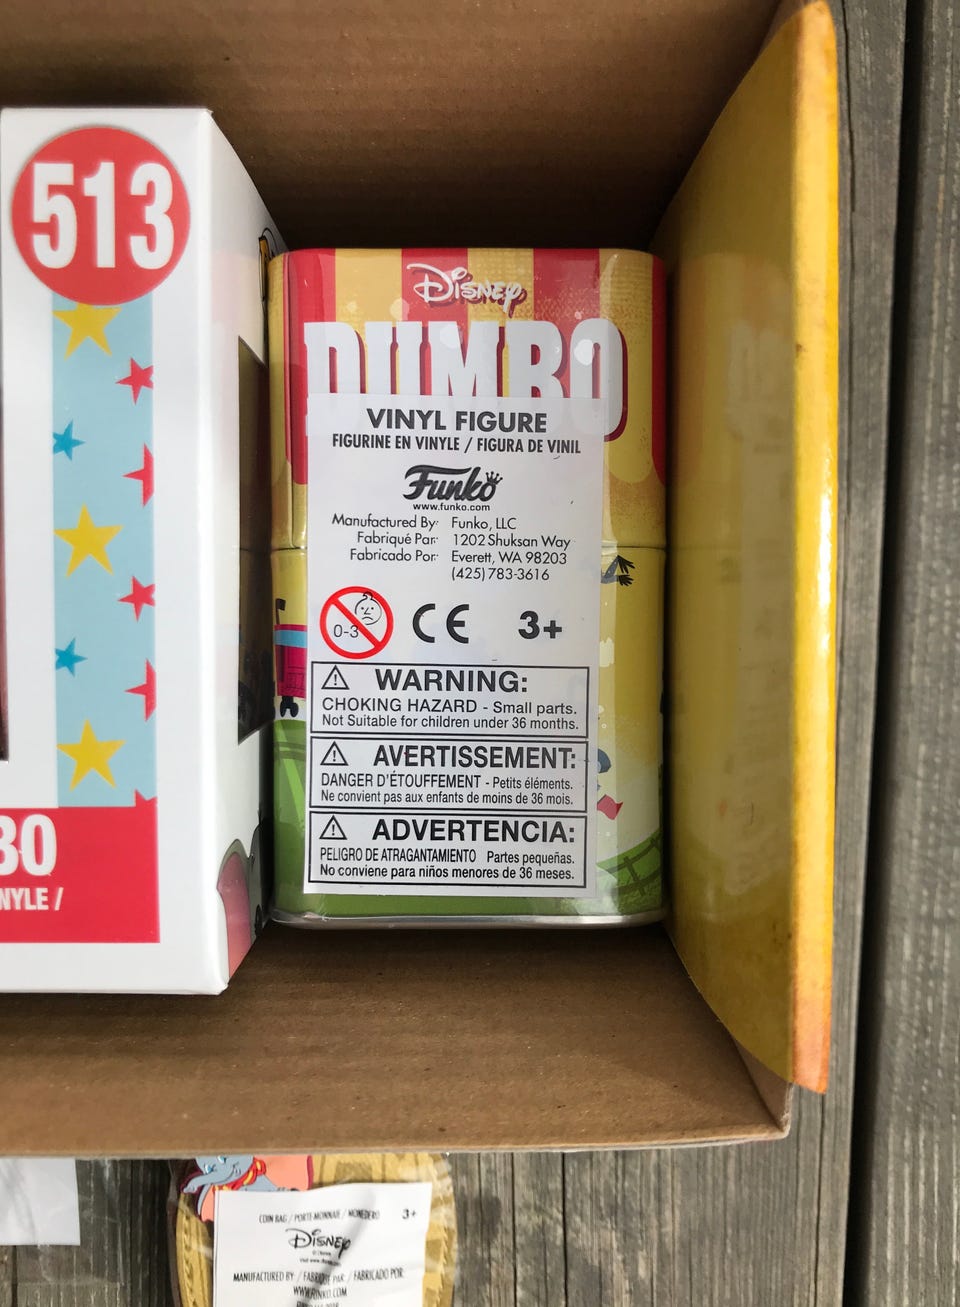 513
BO
NYLE /
Disney
DUMBO
VINYL FIGURE
FIGURINE EN VINYLE / FIGURA DE VINIL
Funko
www.funko.com
Manufactured By: Funko, LLC
Fabriqué Par: 1202 Shuksan Way
Fabricado Por: Everett, WA 98203
(425) 783-3616
0-3 CE 3+
WARNING:
CHOKING HAZARD - Small parts.
Not Suitable for children under 36 months.
AVERTISSEMENT:
DANGER D'ÉTOUFFEMENT - Petits éléments.
Ne convient pas aux enfants de moins de 36 mois.
ADVERTENCIA:
PELIGRO DE ATRAGANTAMIENTO Partes pequeñas.
No conviene para niños menores de 36 meses.
COIN BAG / PORTE-MONNAIE / MONEDERO 3+
Disney
MANUFACTURED BY / FABRIQUÉ PAR / FABRICADO POR:
WWW.FUNKO.COM